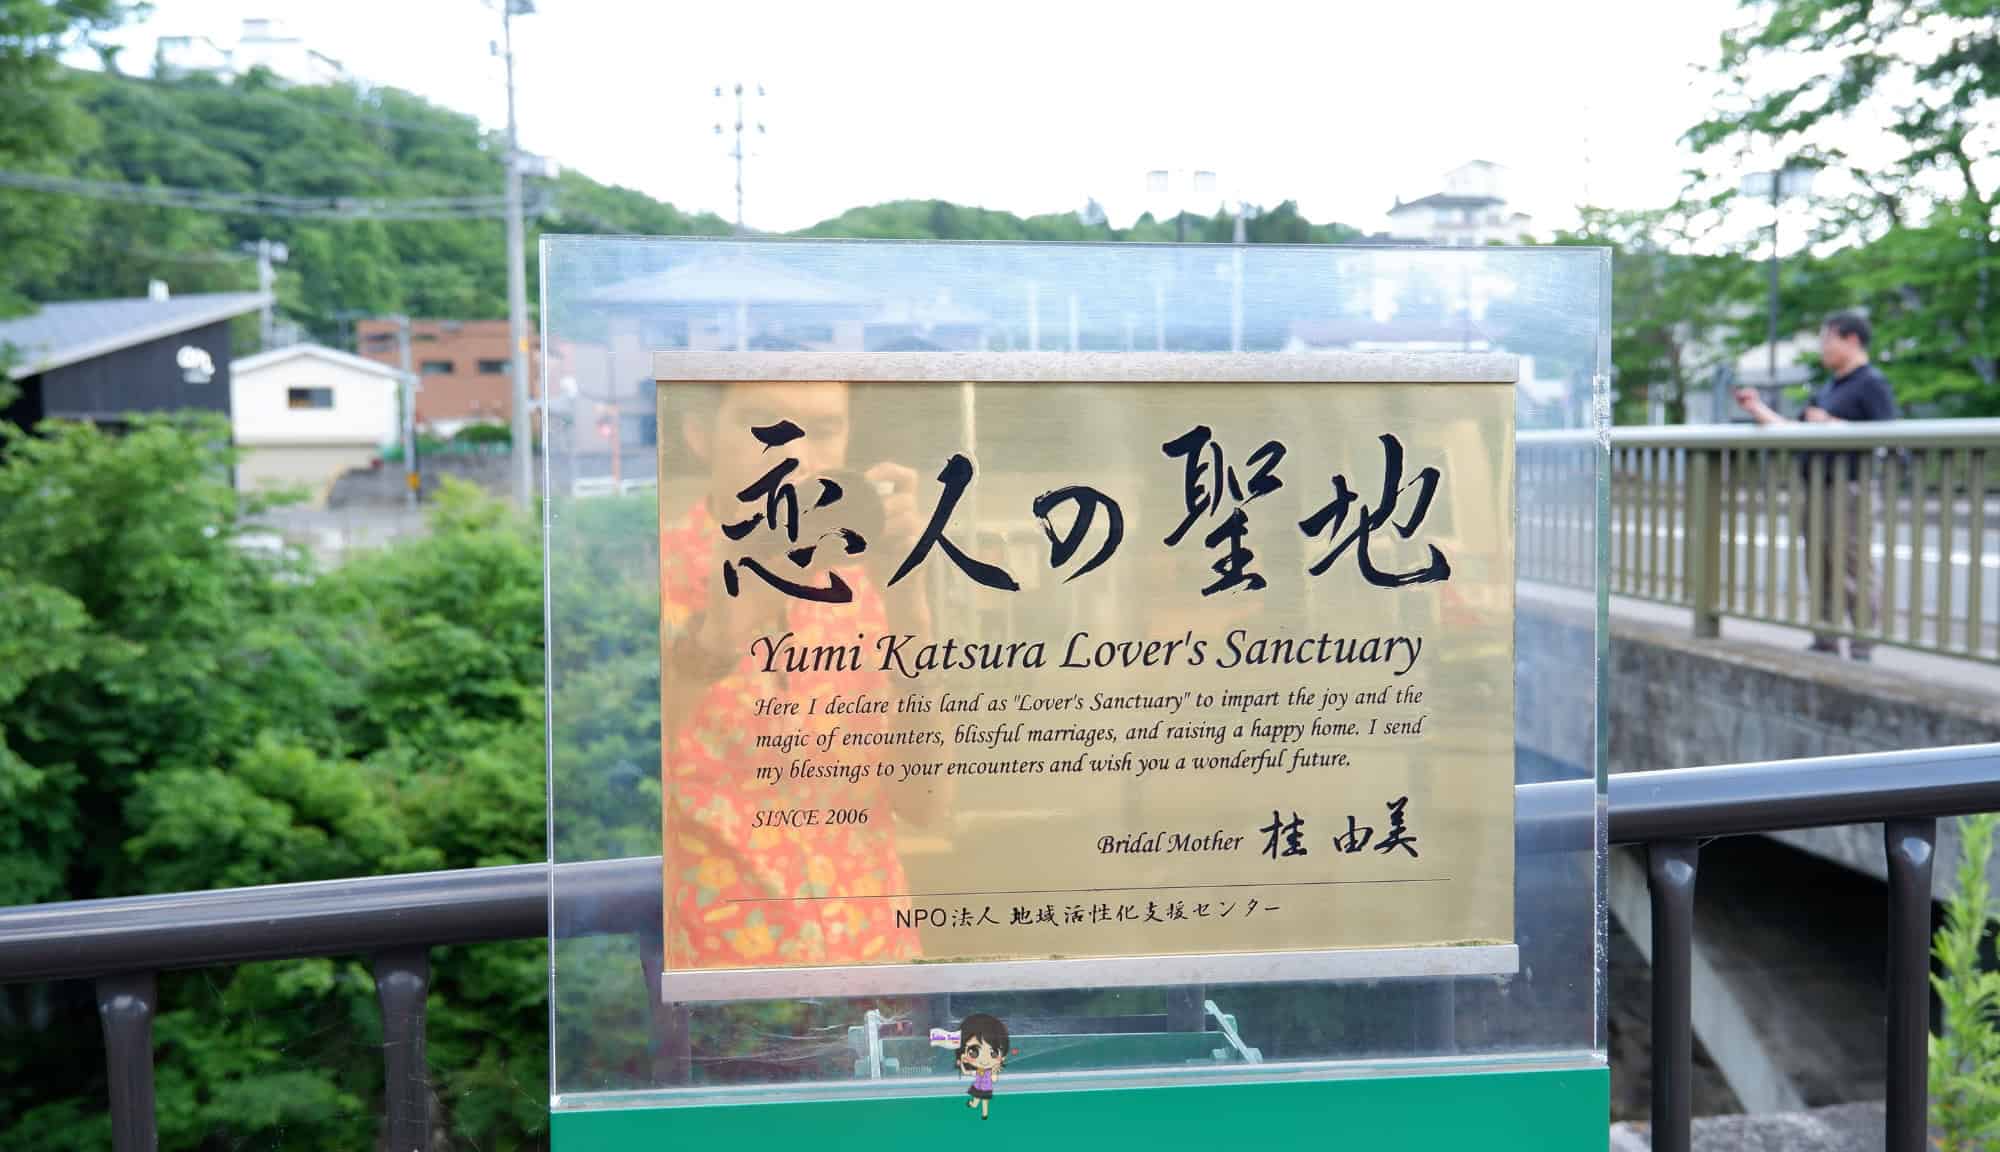 恋人の聖地
Yumi Katsura Lover's Sanctuary
Here I declare this land as "Lover's Sanctuary" to impart the joy and the
magic of encounters, blissful marriages, and raising a happy home. I send
my blessings to your encounters and wish you a wonderful future.
SINCE 2006
Bridal Mother 桂 由美
NPO法人 地域活性化支援センター